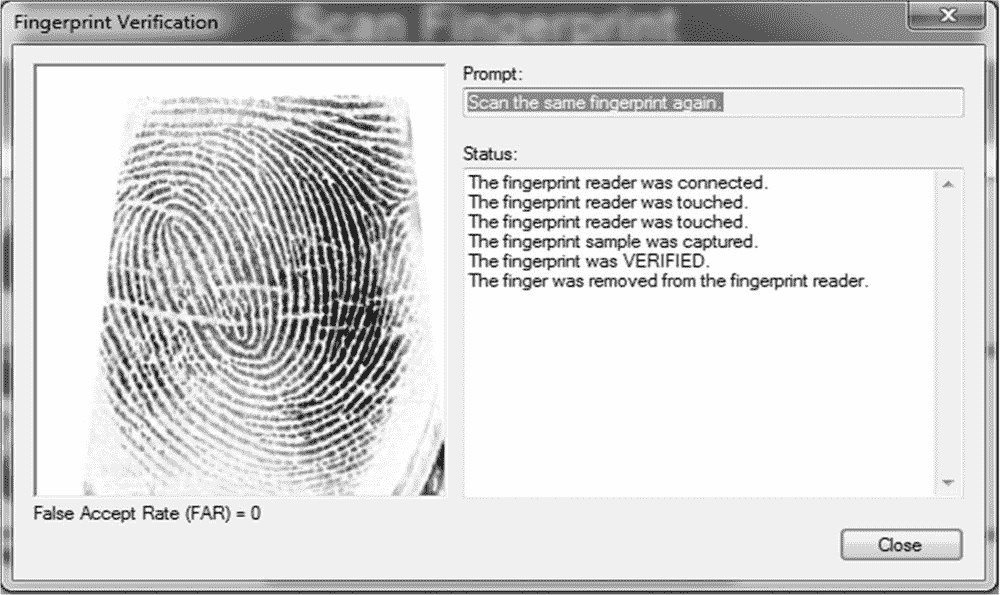 Scan Fingerprint
Fingerprint Verification
Prompt:
Scan the same fingerprint again.
Status:
The fingerprint reader was connected.
The fingerprint reader was touched.
The fingerprint reader was touched.
The fingerprint sample was captured.
The fingerprint was VERIFIED.
The finger was removed from the fingerprint reader.
False Accept Rate (FAR) = 0
Close